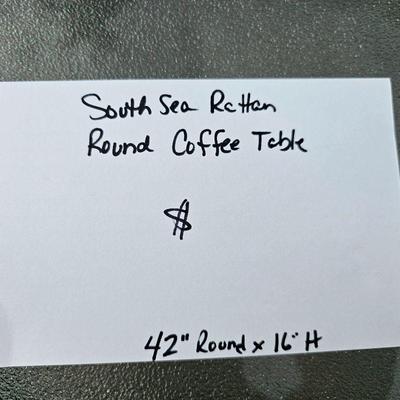 South Sea Rattan
Round Coffee Table
$
42" Round x 16" H